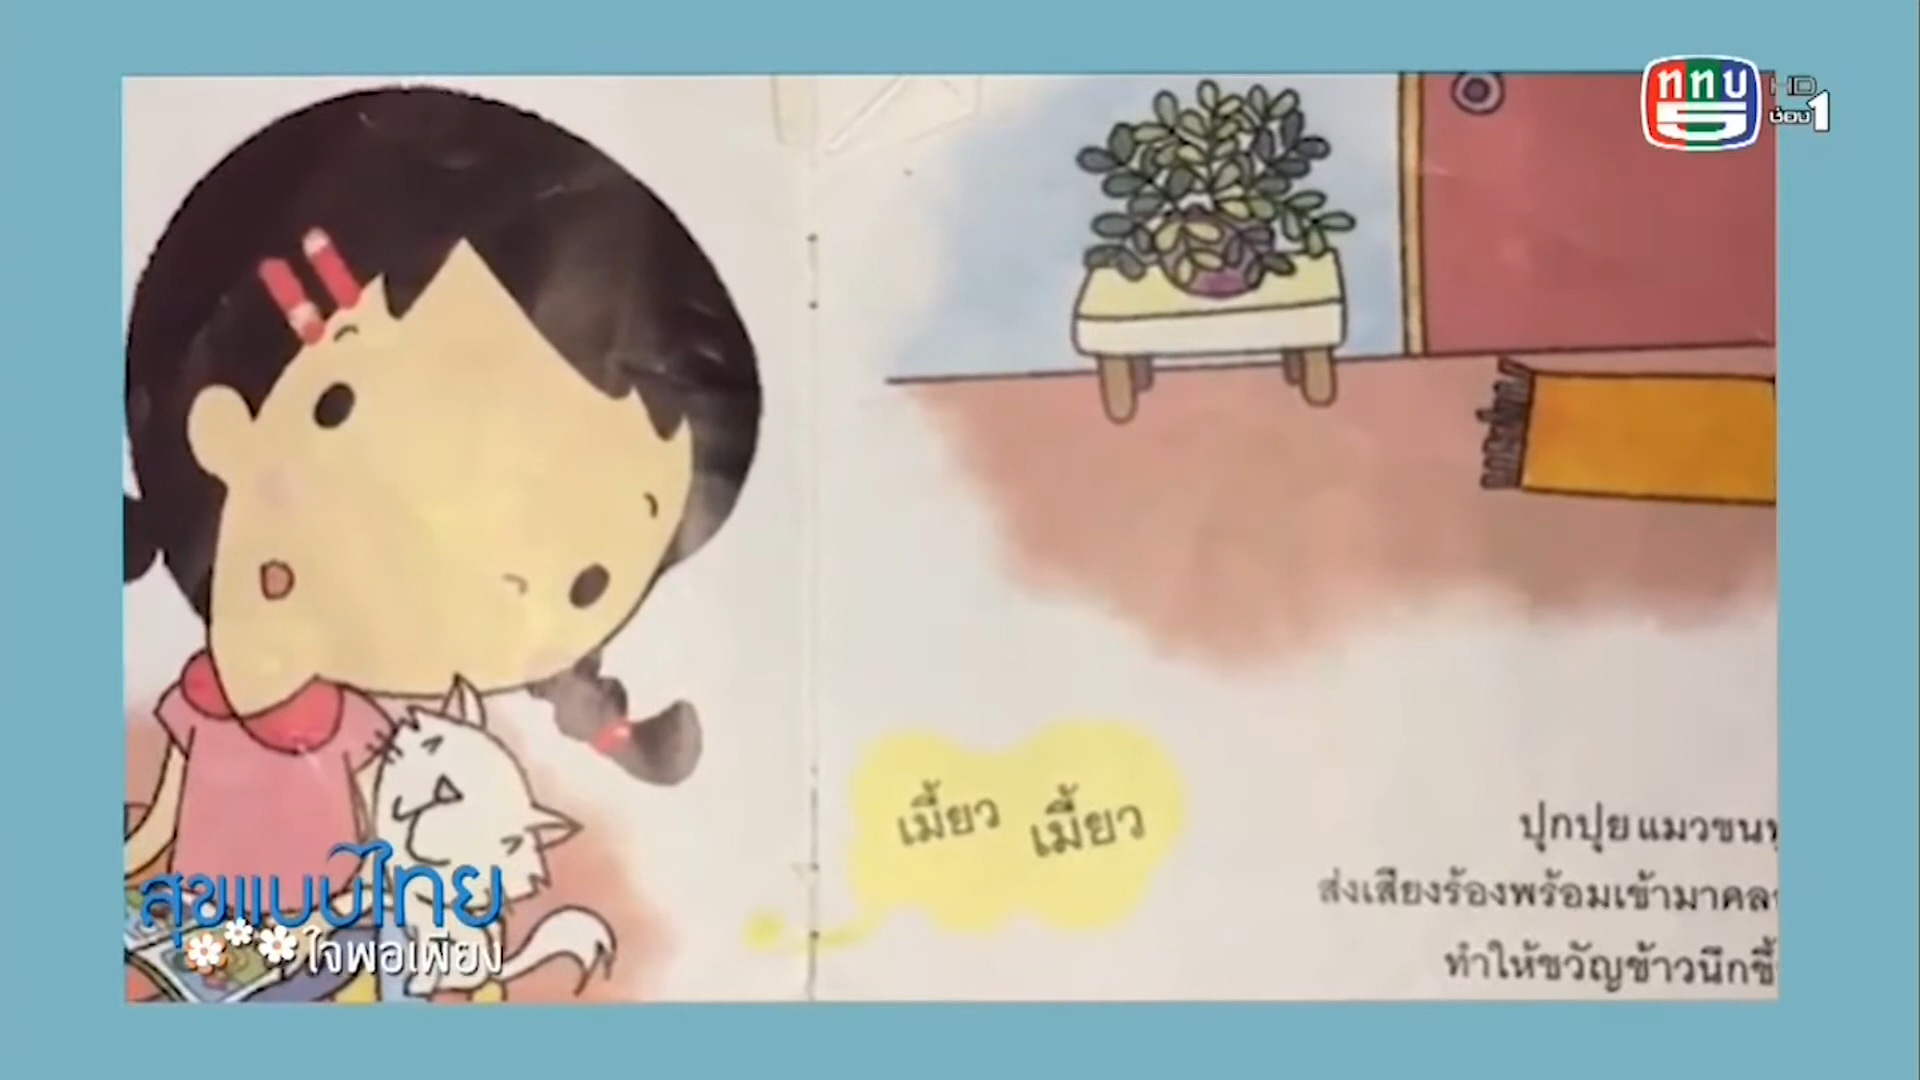 ททบ
5
HD
ช่อง1
เมี้ยว เมี้ยว
ปุกปุย แมวขน
ส่งเสียงร้องพร้อมเข้ามาคล
ทำให้ขวัญข้าวนึกขึ้
สุขแบบไทย
ใจพอเพียง